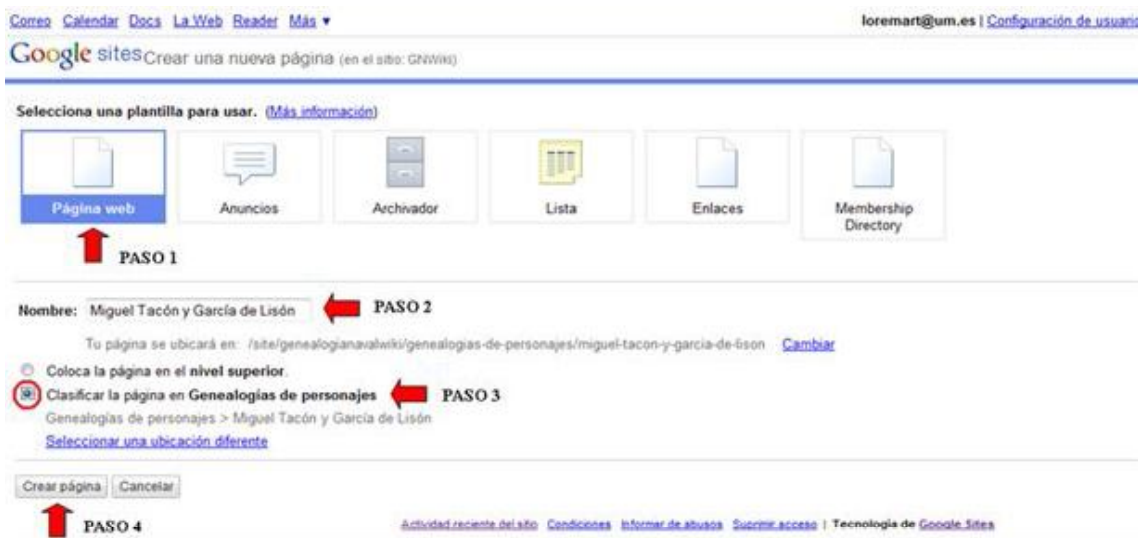 Correo Calendar Docs La Web Reader Más ▼ loremart@um.es | Configuración de usuario
Google sites Crear una nueva página (en el sitio: GNWiki)
Selecciona una plantilla para usar. (Más información)
Página web Anuncios Archivador Lista Enlaces Membership Directory
PASO 1
Nombre: Miguel Tacón y García de Lisón PASO 2
Tu página se ubicará en: /site/genealogianavalwiki/genealogias-de-personajes/miguel-tacon-y-garcia-de-lison Cambiar
Coloca la página en el nivel superior.
Clasificar la página en Genealogías de personajes PASO 3
Genealogías de personajes > Miguel Tacón y García de Lisón
Seleccionar una ubicación diferente
Crear página Cancelar
PASO 4
Actividad reciente del sitio Condiciones Informar de abusos Suprimir acceso | Tecnología de Google Sites